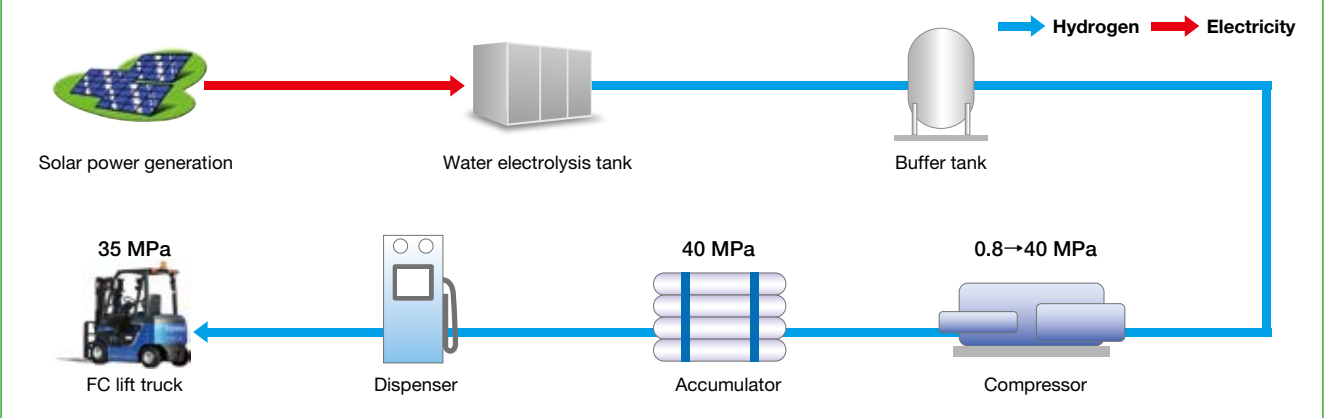 Hydrogen Electricity
Solar power generation
Water electrolysis tank
Buffer tank
35 MPa
40 MPa
0.8→40 MPa
FC lift truck
Dispenser
Accumulator
Compressor